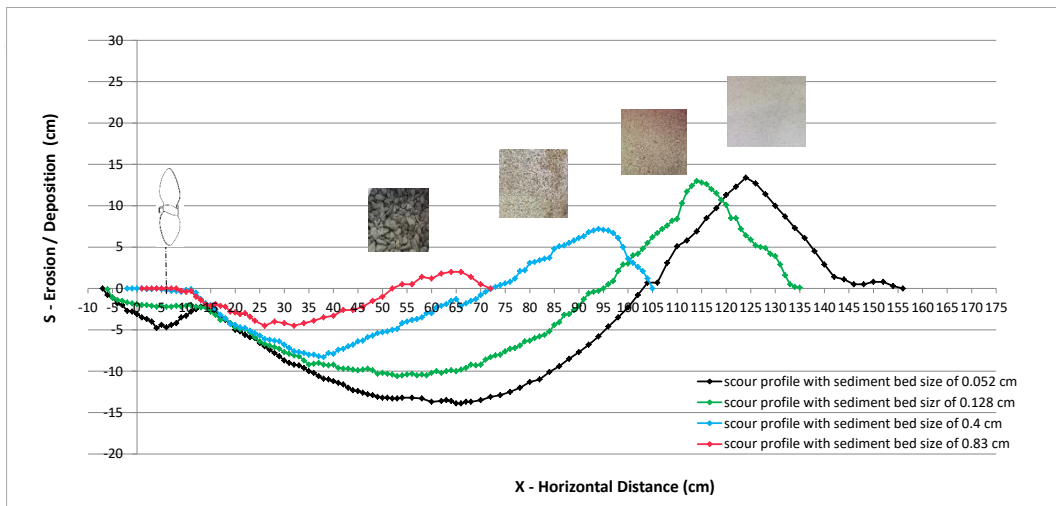 30
25
20
15
10
5
0
-5
-10
-15
-20
S - Erosion / Deposition (cm)
-10 -5 0 5 10 15 20 25 30 35 40 45 50 55 60 65 70 75 80 85 90 95 100 105 110 115 120 125 130 135 140 145 150 155 160 165 170 175
scour profile with sediment bed size of 0.052 cm
scour profile with sediment bed sizr of 0.128 cm
scour profile with sediment bed size of 0.4 cm
scour profile with sediment bed size of 0.83 cm
X - Horizontal Distance (cm)